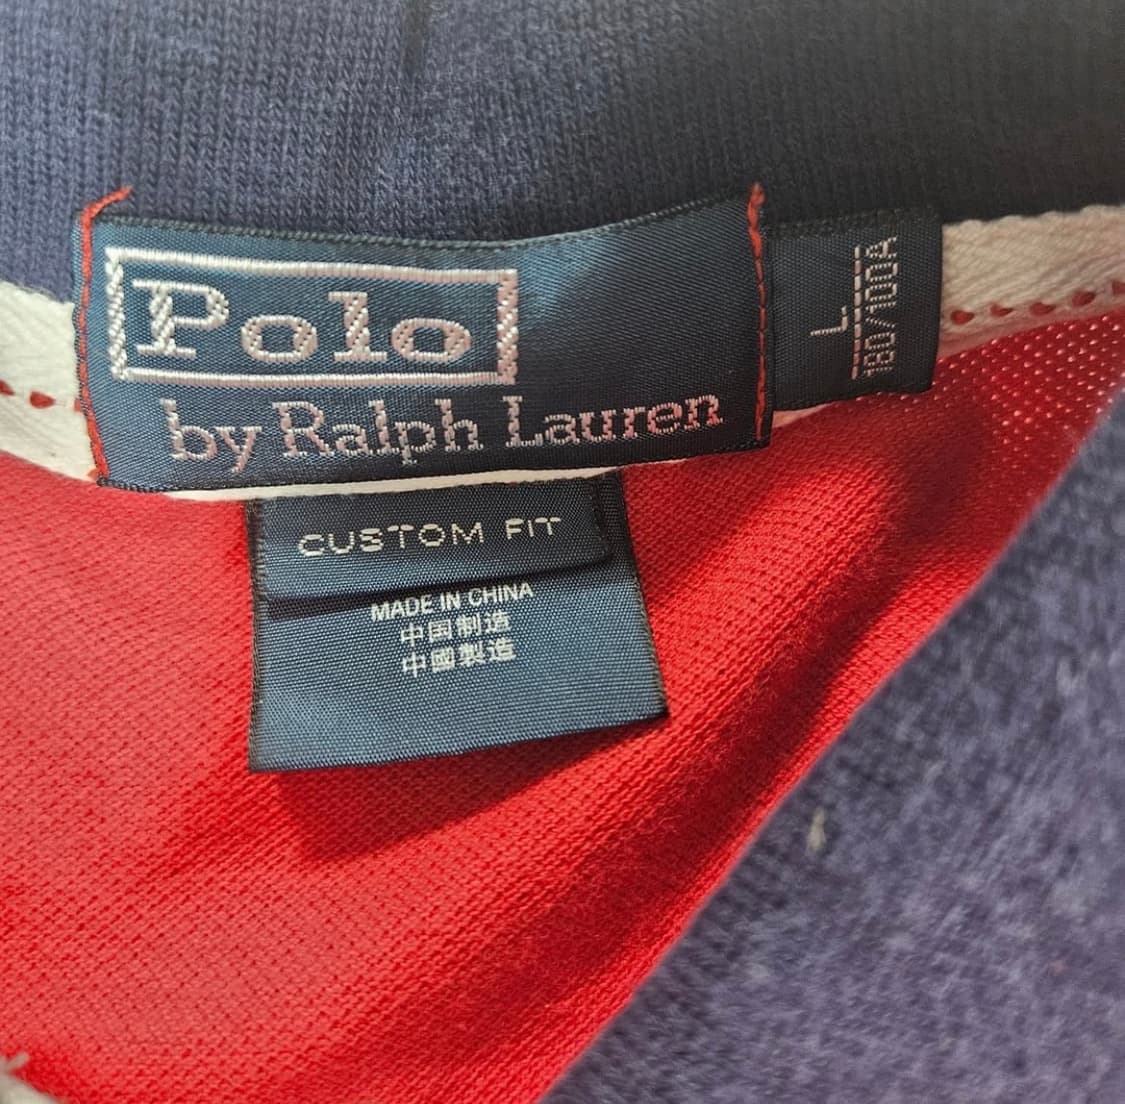 Polo
by Ralph Lauren
L
180/100A
CUSTOM FIT
MADE IN CHINA
中国制造
中國製造